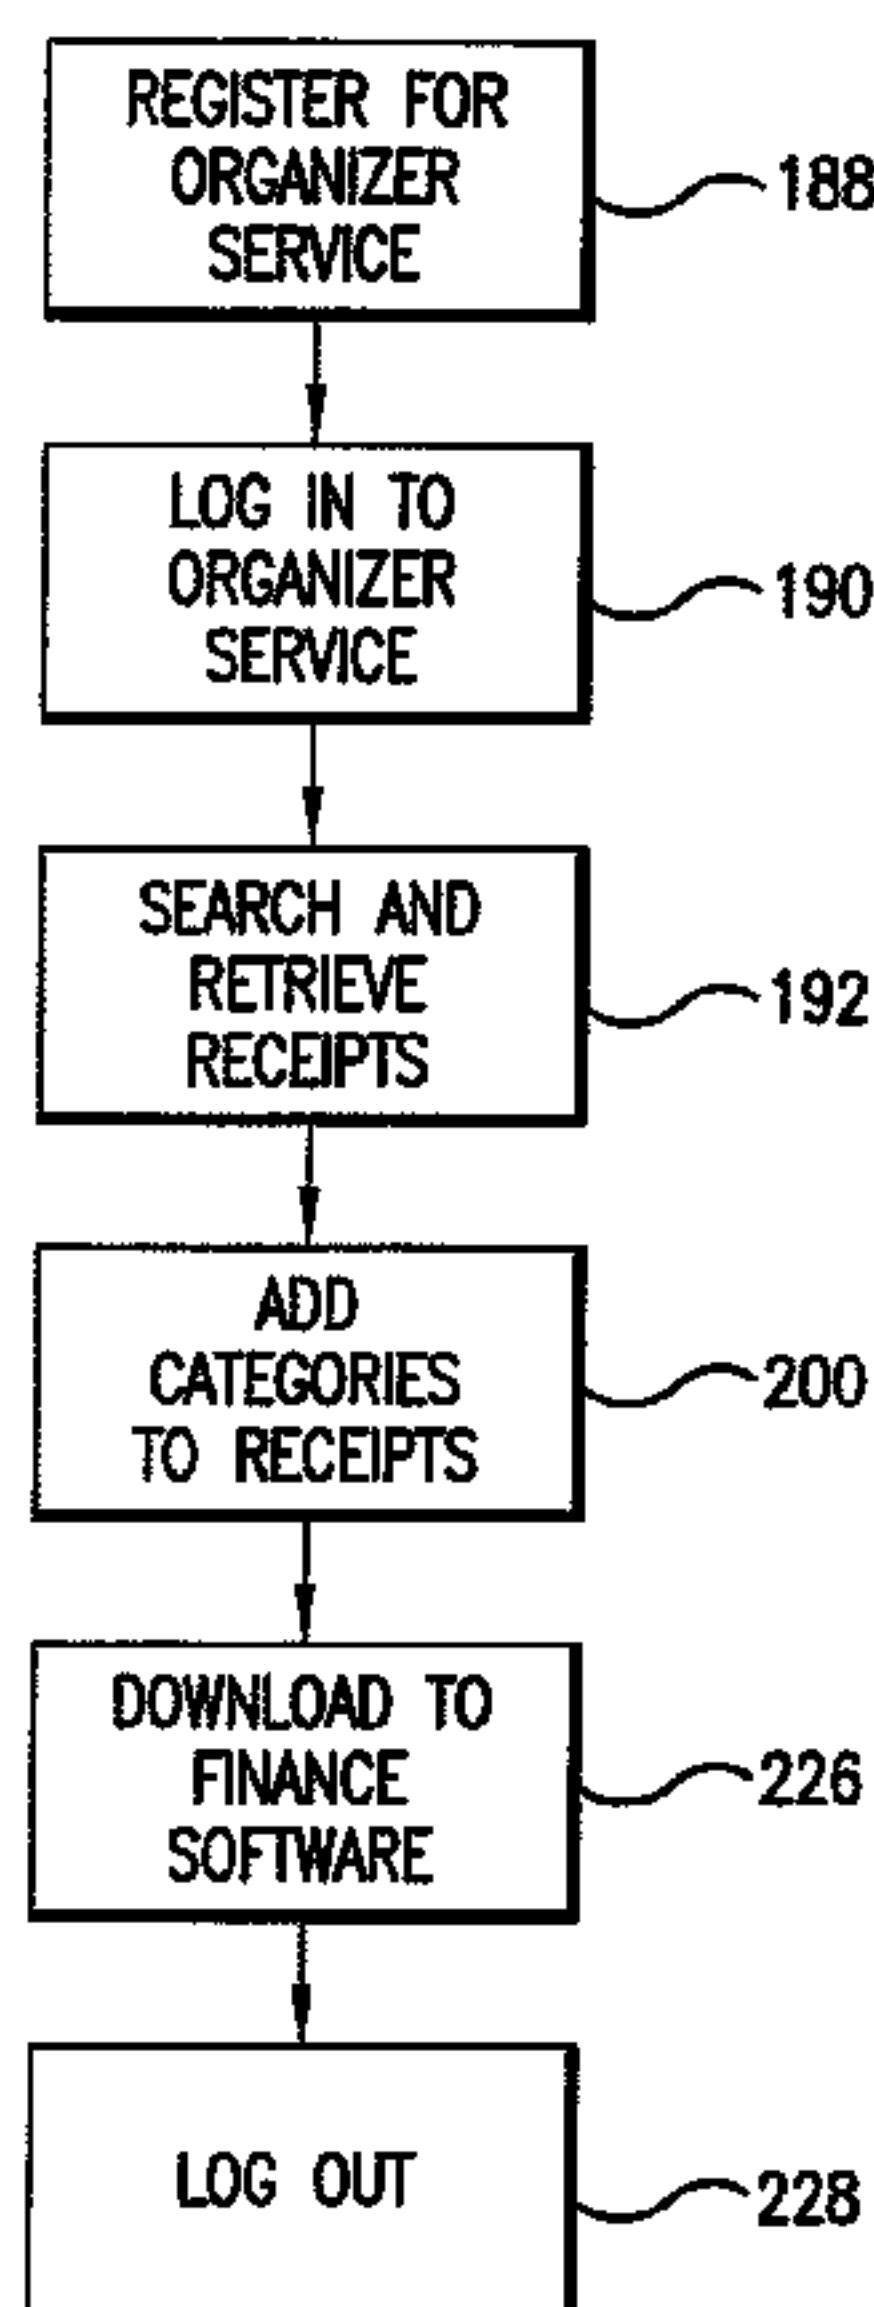 REGISTER FOR
ORGANIZER
SERVICE
188
LOG IN TO
ORGANIZER
SERVICE
190
SEARCH AND
RETRIEVE
RECEIPTS
192
ADD
CATEGORIES
TO RECEIPTS
200
DOWNLOAD TO
FINANCE
SOFTWARE
226
LOG OUT
228